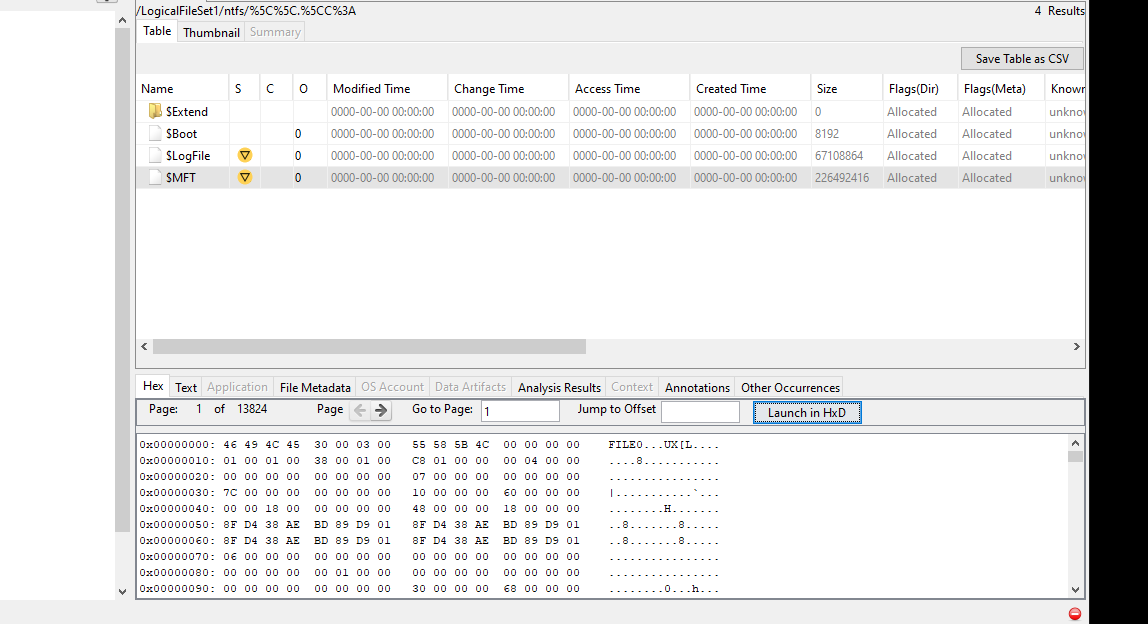 /LogicalFileSet1/ntfs/%5C%5C.%5CC%3A 4 Results
Table Thumbnail Summary
Save Table as CSV
Name S C O Modified Time Change Time Access Time Created Time Size Flags(Dir) Flags(Meta) Known
$Extend 0000-00-00 00:00:00 0000-00-00 00:00:00 0000-00-00 00:00:00 0000-00-00 00:00:00 0 Allocated Allocated unkno
$Boot 0 0000-00-00 00:00:00 0000-00-00 00:00:00 0000-00-00 00:00:00 0000-00-00 00:00:00 8192 Allocated Allocated unkno
$LogFile 0 0000-00-00 00:00:00 0000-00-00 00:00:00 0000-00-00 00:00:00 0000-00-00 00:00:00 67108864 Allocated Allocated unkno
$MFT 0 0000-00-00 00:00:00 0000-00-00 00:00:00 0000-00-00 00:00:00 0000-00-00 00:00:00 226492416 Allocated Allocated unkno
Hex Text Application File Metadata OS Account Data Artifacts Analysis Results Context Annotations Other Occurrences
Page: 1 of 13824 Page Go to Page: 1 Jump to Offset Launch in HxD
0x00000000: 46 49 4C 45 30 00 03 00 55 58 5B 4C 00 00 00 00 FILE0...UX[L....
0x00000010: 01 00 01 00 38 00 01 00 C8 01 00 00 00 04 00 00 ....8...........
0x00000020: 00 00 00 00 00 00 00 00 07 00 00 00 00 00 00 00 ................
0x00000030: 7C 00 00 00 00 00 00 00 10 00 00 00 60 00 00 00 |...........`...
0x00000040: 00 00 18 00 00 00 00 00 48 00 00 00 18 00 00 00 ........H.......
0x00000050: 8F D4 38 AE BD 89 D9 01 8F D4 38 AE BD 89 D9 01 ..8.......8.....
0x00000060: 8F D4 38 AE BD 89 D9 01 8F D4 38 AE BD 89 D9 01 ..8.......8.....
0x00000070: 06 00 00 00 00 00 00 00 00 00 00 00 00 00 00 00 ................
0x00000080: 00 00 00 00 00 01 00 00 00 00 00 00 00 00 00 00 ................
0x00000090: 00 00 00 00 00 00 00 00 30 00 00 00 68 00 00 00 ........0...h...